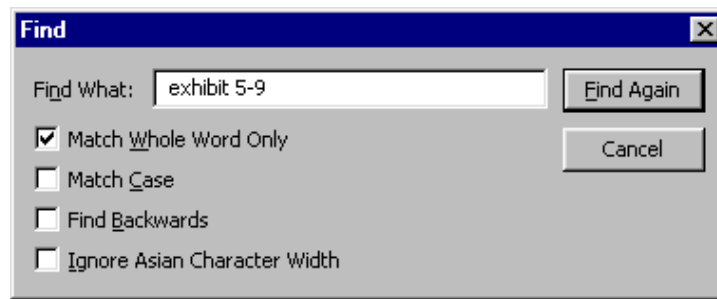 Find
Find What: exhibit 5-9 Find Again
Match Whole Word Only
Cancel
Match Case
Find Backwards
Ignore Asian Character Width